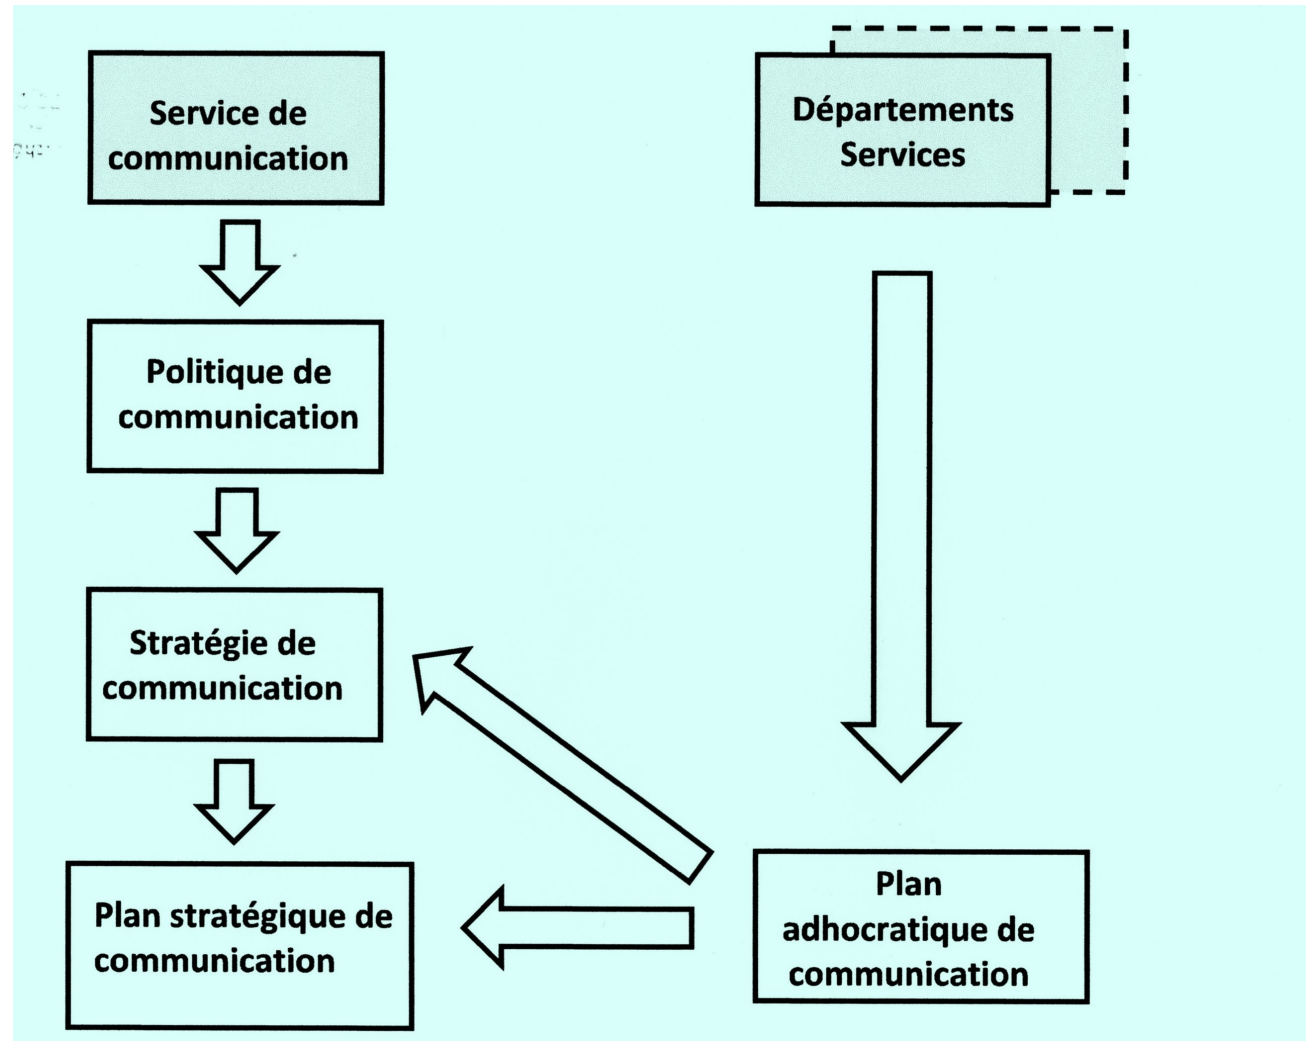 Service de
communication
Départements
Services
Politique de
communication
Stratégie de
communication
Plan stratégique de
communication
Plan
adhocratique de
communication